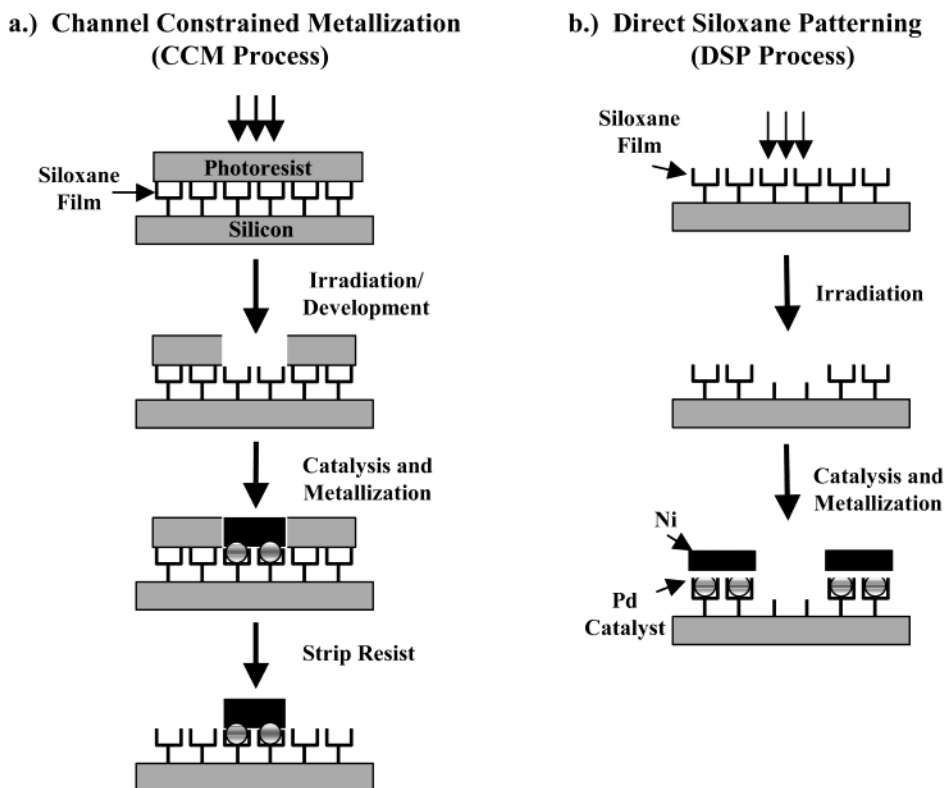 a.) Channel Constrained Metallization
(CCM Process)
Photoresist
Siloxane
Film
Silicon
Irradiation/
Development
Catalysis and
Metallization
Strip Resist
b.) Direct Siloxane Patterning
(DSP Process)
Siloxane
Film
Irradiation
Catalysis and
Metallization
Ni
Pd
Catalyst